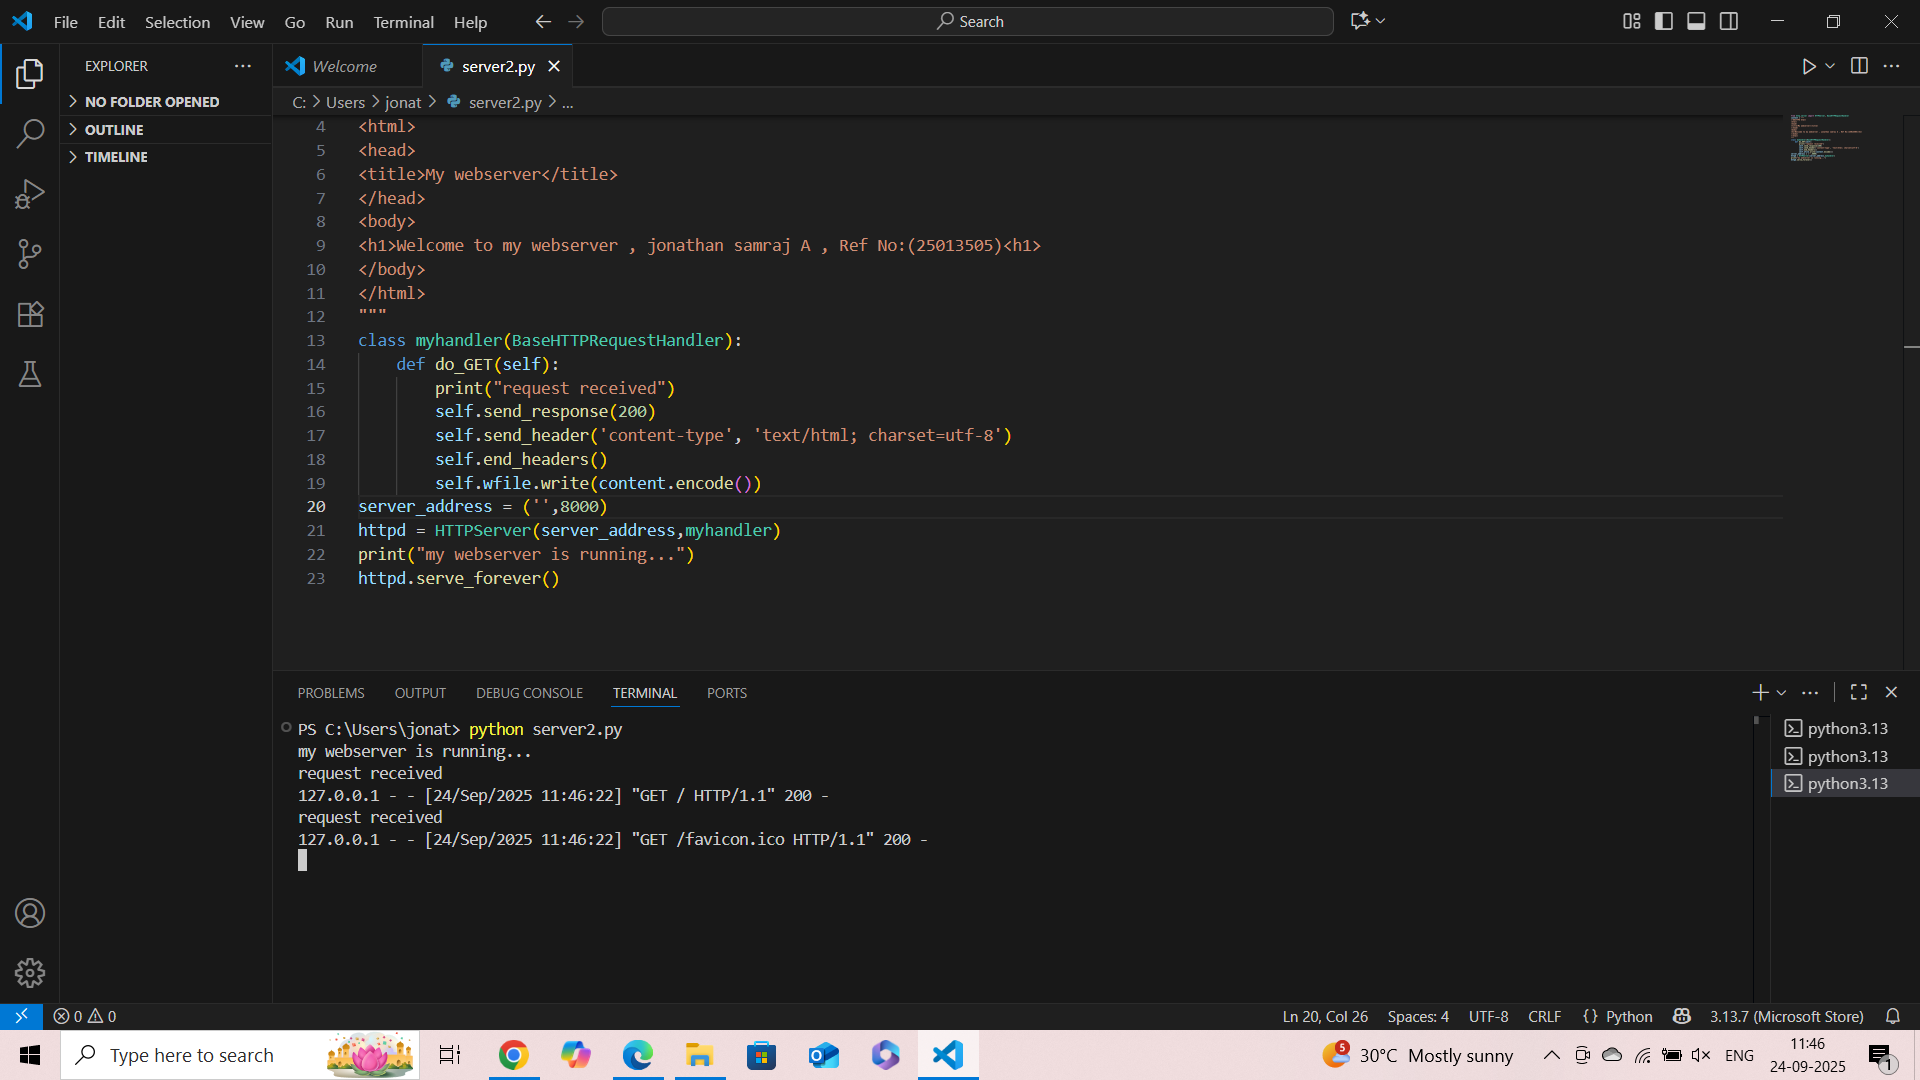 File Edit Selection View Go Run Terminal Help
Search
EXPLORER
Welcome
server2.py
NO FOLDER OPENED
OUTLINE
TIMELINE
C: > Users > jonat > server2.py > ...
4 <html>
5 <head>
6 <title>My webserver</title>
7 </head>
8 <body>
9 <h1>Welcome to my webserver , jonathan samraj A , Ref No:(25013505)<h1>
10 </body>
11 </html>
12 """
13 class myhandler(BaseHTTPRequestHandler):
14 def do_GET(self):
15 print("request received")
16 self.send_response(200)
17 self.send_header('content-type', 'text/html; charset=utf-8')
18 self.end_headers()
19 self.wfile.write(content.encode())
20 server_address = ('',8000)
21 httpd = HTTPServer(server_address,myhandler)
22 print("my webserver is running...")
23 httpd.serve_forever()
PROBLEMS OUTPUT DEBUG CONSOLE TERMINAL PORTS
PS C:\Users\jonat> python server2.py
my webserver is running...
request received
127.0.0.1 - - [24/Sep/2025 11:46:22] "GET / HTTP/1.1" 200 -
request received
127.0.0.1 - - [24/Sep/2025 11:46:22] "GET /favicon.ico HTTP/1.1" 200 -
python3.13
python3.13
python3.13
0 0
Ln 20, Col 26 Spaces: 4 UTF-8 CRLF {} Python 3.13.7 (Microsoft Store)
Type here to search
5
30°C Mostly sunny
ENG
11:46
24-09-2025
1